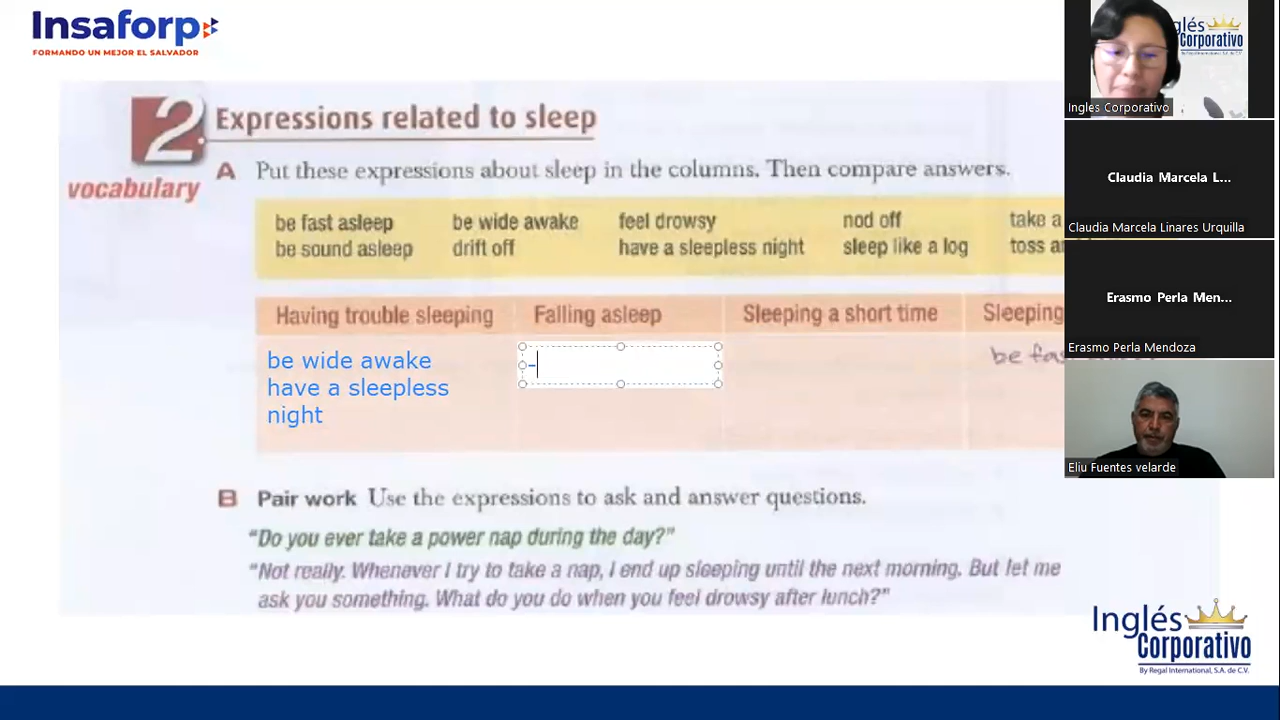 Insaforp
FORMANDO UN MEJOR EL SALVADOR
2 Expressions related to sleep
vocabulary
A Put these expressions about sleep in the columns. Then compare answers.
be fast asleep be wide awake feel drowsy nod off take a
be sound asleep drift off have a sleepless night sleep like a log toss
Having trouble sleeping Falling asleep Sleeping a short time Sleeping
be wide awake
have a sleepless
night
-
be
B Pair work Use the expressions to ask and answer questions.
"Do you ever take a power nap during the day?"
"Not really. Whenever I try to take a nap, I end up sleeping until the next morning. But let me
ask you something. What do you do when you feel drowsy after lunch?"
Inglés
Corporativo
Ingles Corporativo
Claudia Marcela L...
Claudia Marcela Linares Urquilla
Erasmo Perla Men...
Erasmo Perla Mendoza
Eliu Fuentes velarde
Inglés
Corporativo
By Regal International, S.A. de C.V.